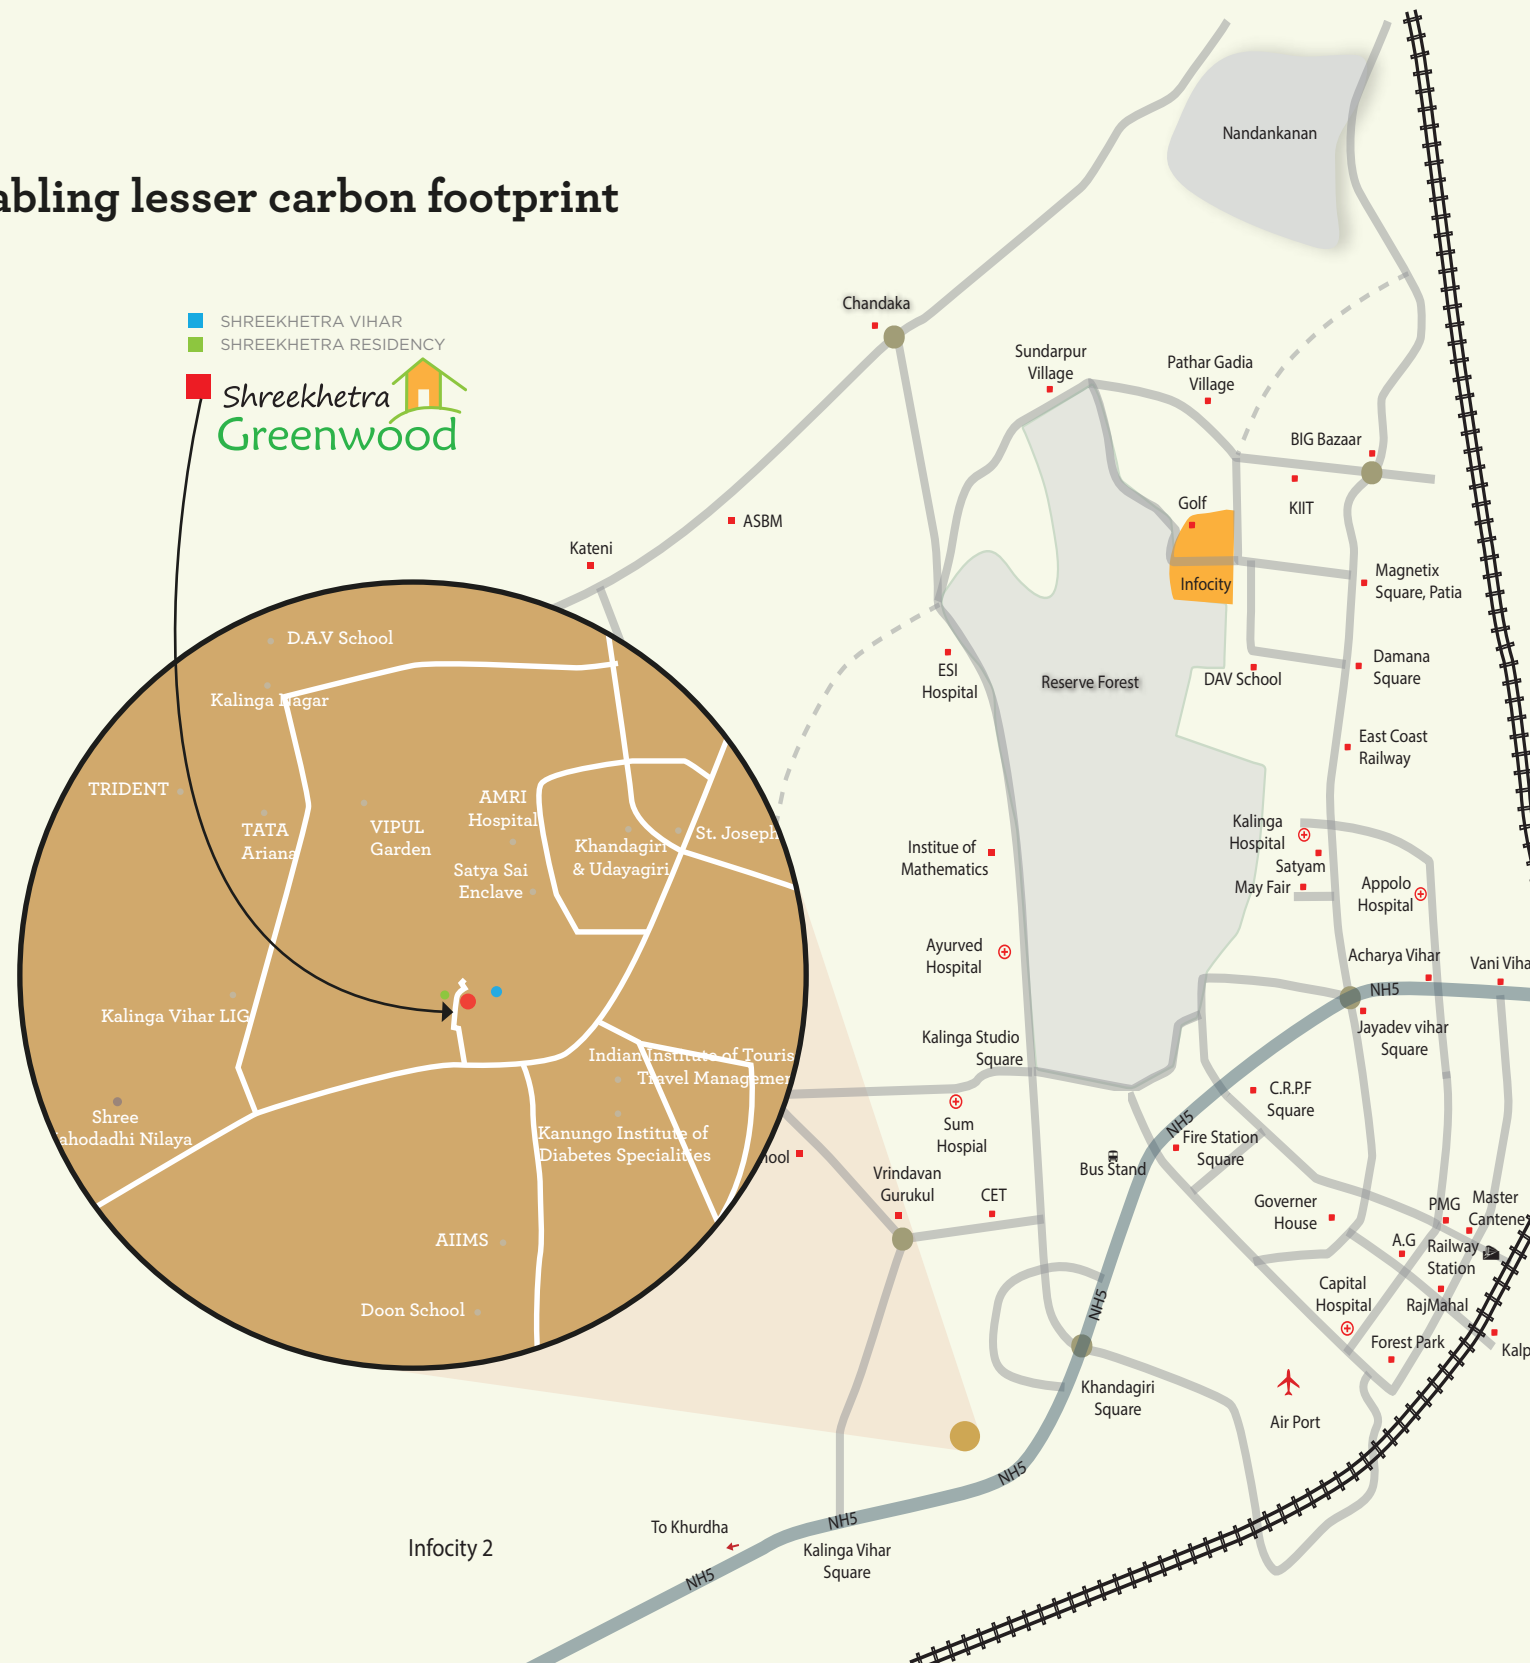 Nandankanan
abling lesser carbon footprint
Chandaka
SHREEKHETRA VIHAR
SHREEKHETRA RESIDENCY
Shreekhetra
Greenwood
Sundarpur
Village
Pathar Gadia
Village
BIG Bazaar
KIIT
Golf
ASBM
Kateni
Infocity
Magnetix
Square, Patia
D.A.V School
Kalinga Nagar
ESI
Hospital
Reserve Forest
DAV School
Damana
Square
East Coast
Railway
TRIDENT
TATA
Ariana
VIPUL
Garden
AMRI
Hospital
Satya Sai
Enclave
Khandagiri
& Udayagiri
St. Joseph
Institue of
Mathematics
Kalinga
Hospital
Satyam
May Fair
Appolo
Hospital
Ayurved
Hospital
Acharya Vihar
Vani Viha
NH5
Jayadev vihar
Square
Kalinga Vihar LIG
Kalinga Studio
Square
Indian Institute of Touris
Travel Managemen
Shree
ahodadhi Nilaya
Kanungo Institute of
Diabetes Specialities
Sum
Hospial
C.R.P.F
Square
NH5
Fire Station
Square
Bus Stand
hool
Vrindavan
Gurukul
CET
Governer
House
PMG
Master
Cantene
A.G
Railway
Station
AIIMS
Doon School
NH5
Capital
Hospital
RajMahal
Forest Park
Kalp
Khandagiri
Square
Air Port
NH5
NH5
To Khurdha
Infocity 2
Kalinga Vihar
Square
NH5